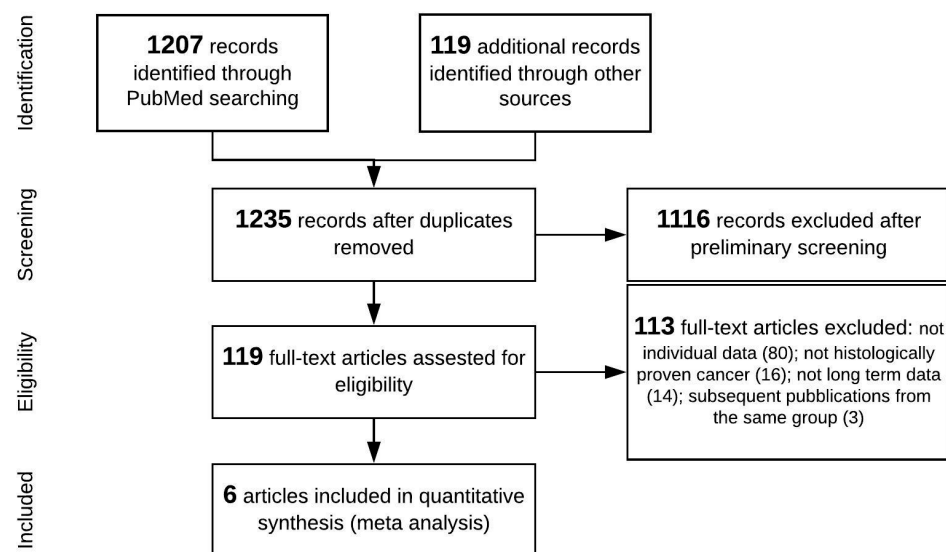 Identification
1207 records
identified through
PubMed searching
119 additional records
identified through other
sources
Screening
1235 records after duplicates
removed
1116 records excluded after
preliminary screening
Eligibility
119 full-text articles assested for
eligibility
113 full-text articles excluded: not
individual data (80); not histologically
proven cancer (16); not long term data
(14); subsequent pubblications from
the same group (3)
Included
6 articles included in quantitative
synthesis (meta analysis)